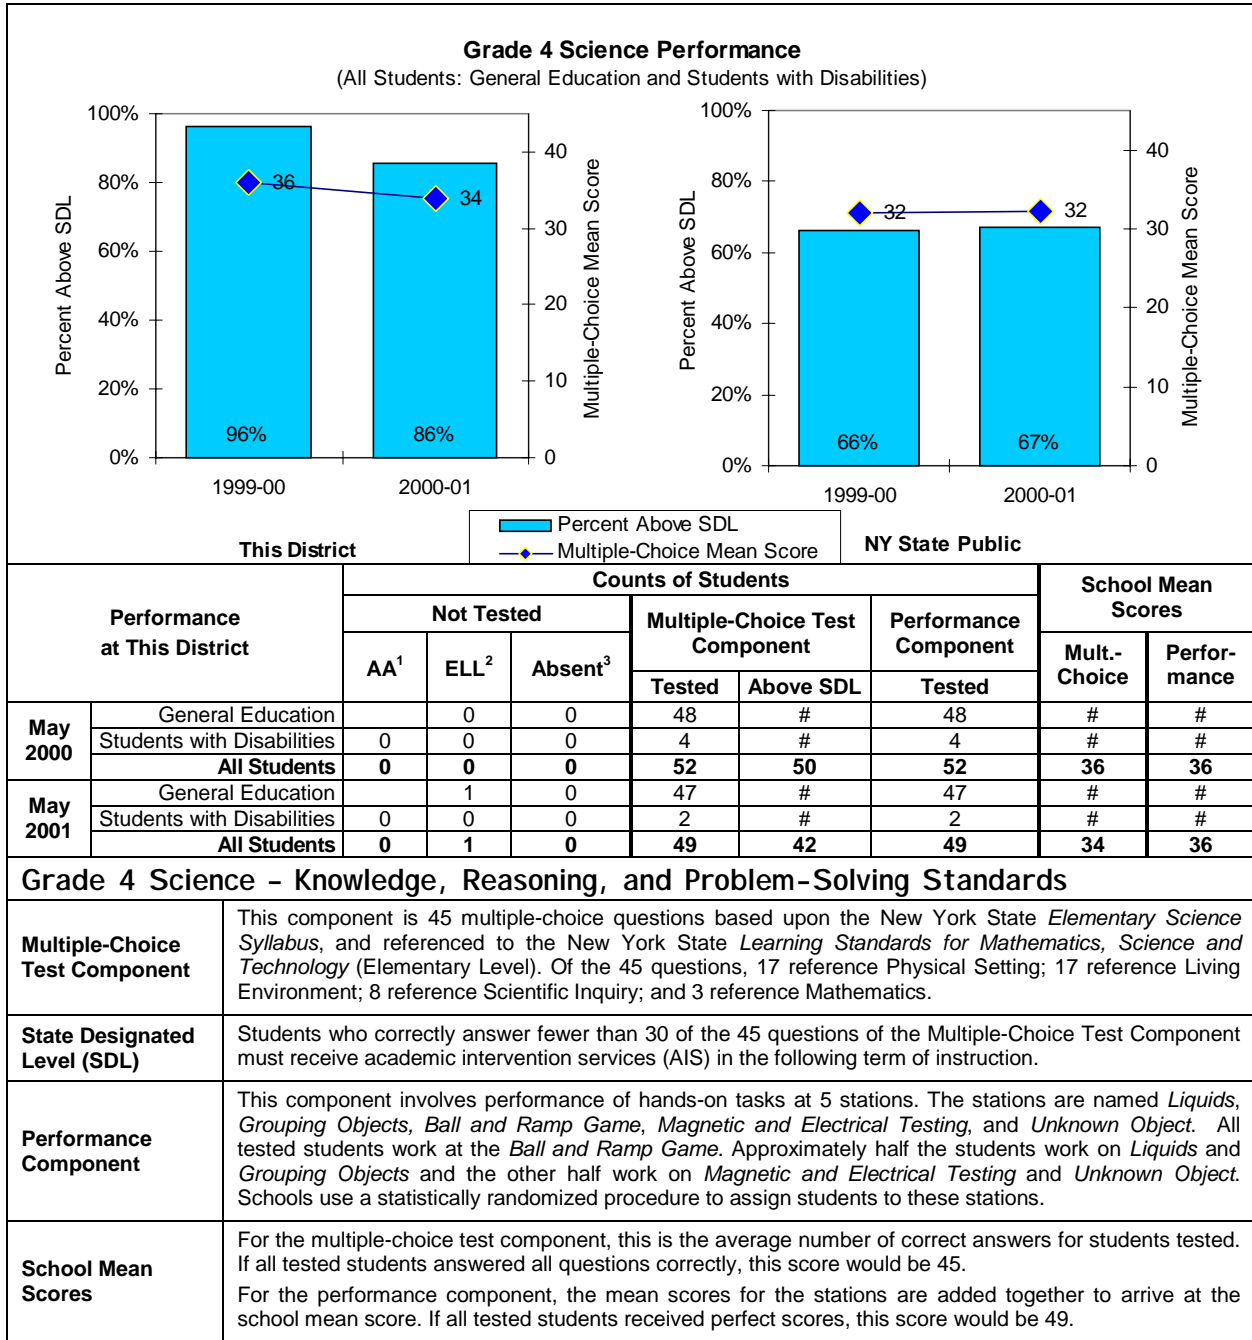 Grade 4 Science Performance
(All Students: General Education and Students with Disabilities)
100%
80%
60%
40%
20%
0%
Percent Above SDL
36
34
96%
86%
1999-00
2000-01
40
30
20
10
0
Multiple-Choice Mean Score
This District
100%
80%
60%
40%
20%
0%
Percent Above SDL
32
32
66%
67%
1999-00
2000-01
40
30
20
10
0
Multiple-Choice Mean Score
NY State Public
Percent Above SDL
Multiple-Choice Mean Score
Performance
at This District
Counts of Students
School Mean
Scores
Not Tested
Multiple-Choice Test
Component
Performance
Component
Mult.-
Choice
Perfor-
mance
AA1 ELL2 Absent3
Tested Above SDL Tested
May
2000
General Education 0 0 48 # 48 # #
Students with Disabilities 0 0 0 4 # 4 # #
All Students 0 0 0 52 50 52 36 36
May
2001
General Education 1 0 47 # 47 # #
Students with Disabilities 0 0 0 2 # 2 # #
All Students 0 1 0 49 42 49 34 36
Grade 4 Science – Knowledge, Reasoning, and Problem-Solving Standards
Multiple-Choice
Test Component
This component is 45 multiple-choice questions based upon the New York State Elementary Science
Syllabus, and referenced to the New York State Learning Standards for Mathematics, Science and
Technology (Elementary Level). Of the 45 questions, 17 reference Physical Setting; 17 reference Living
Environment; 8 reference Scientific Inquiry; and 3 reference Mathematics.
State Designated
Level (SDL)
Students who correctly answer fewer than 30 of the 45 questions of the Multiple-Choice Test Component
must receive academic intervention services (AIS) in the following term of instruction.
Performance
Component
This component involves performance of hands-on tasks at 5 stations. The stations are named Liquids,
Grouping Objects, Ball and Ramp Game, Magnetic and Electrical Testing, and Unknown Object. All
tested students work at the Ball and Ramp Game. Approximately half the students work on Liquids and
Grouping Objects and the other half work on Magnetic and Electrical Testing and Unknown Object.
Schools use a statistically randomized procedure to assign students to these stations.
School Mean
Scores
For the multiple-choice test component, this is the average number of correct answers for students tested.
If all tested students answered all questions correctly, this score would be 45.
For the performance component, the mean scores for the stations are added together to arrive at the
school mean score. If all tested students received perfect scores, this score would be 49.